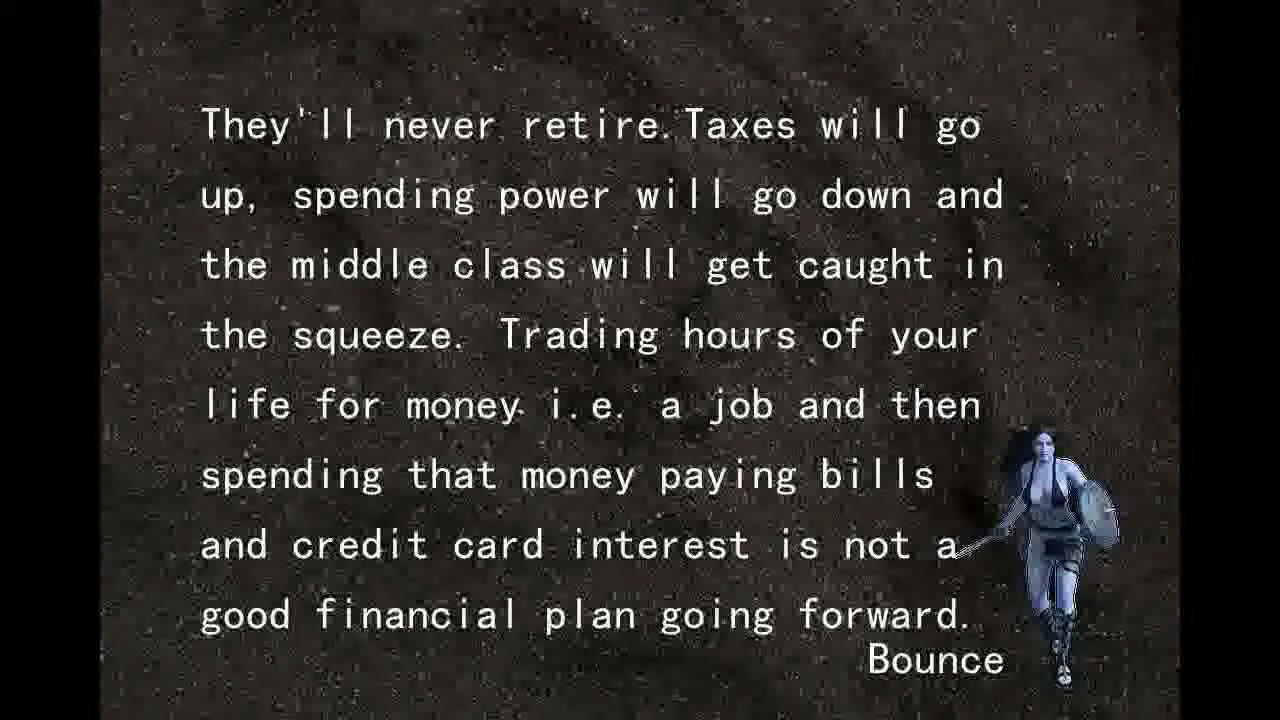 They'll never retire.Taxes will go
up, spending power will go down and
the middle class will get caught in
the squeeze. Trading hours of your
life for money i.e. a job and then
spending that money paying bills
and credit card interest is not a
good financial plan going forward.
Bounce